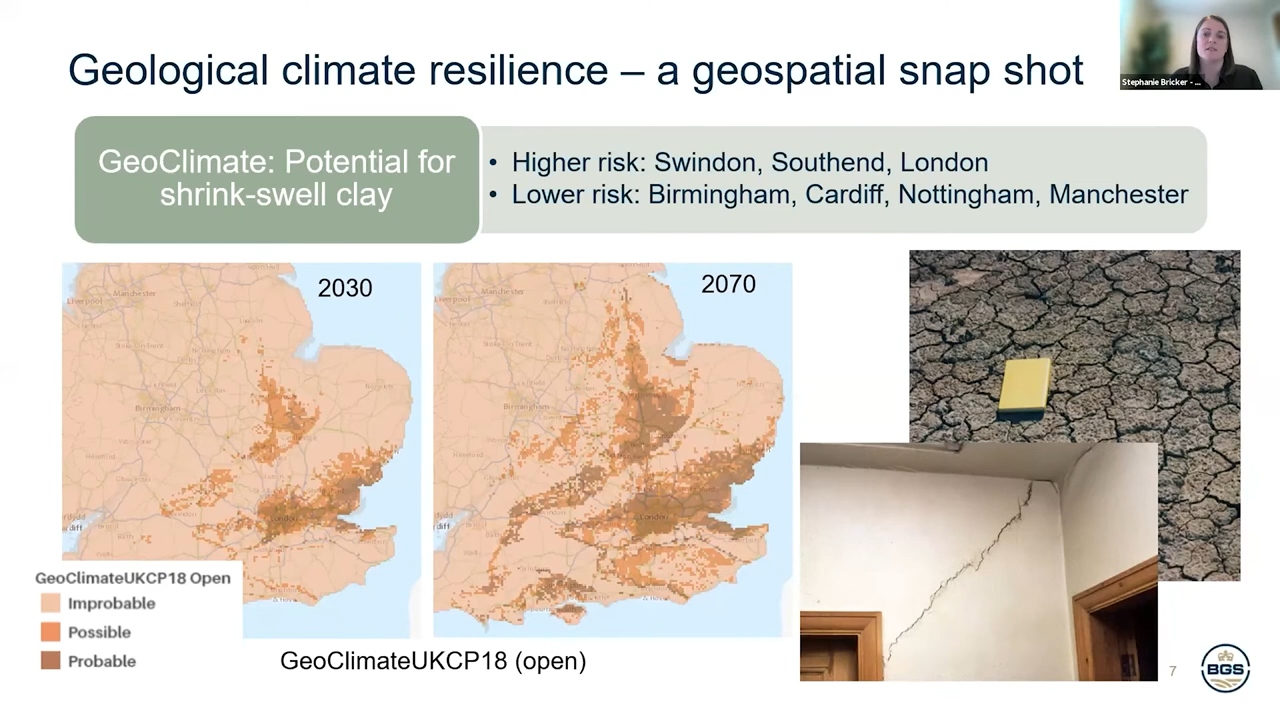 Geological climate resilience – a geospatial snap shot
Stephanie Bricker - ...
GeoClimate: Potential for
shrink-swell clay
• Higher risk: Swindon, Southend, London
• Lower risk: Birmingham, Cardiff, Nottingham, Manchester
2030
Liverpool
Manchester
Birmingham
London
2070
Liverpool
Manchester
Birmingham
London
GeoClimateUKCP18 Open
Improbable
Possible
Probable
GeoClimateUKCP18 (open)
7
BGS